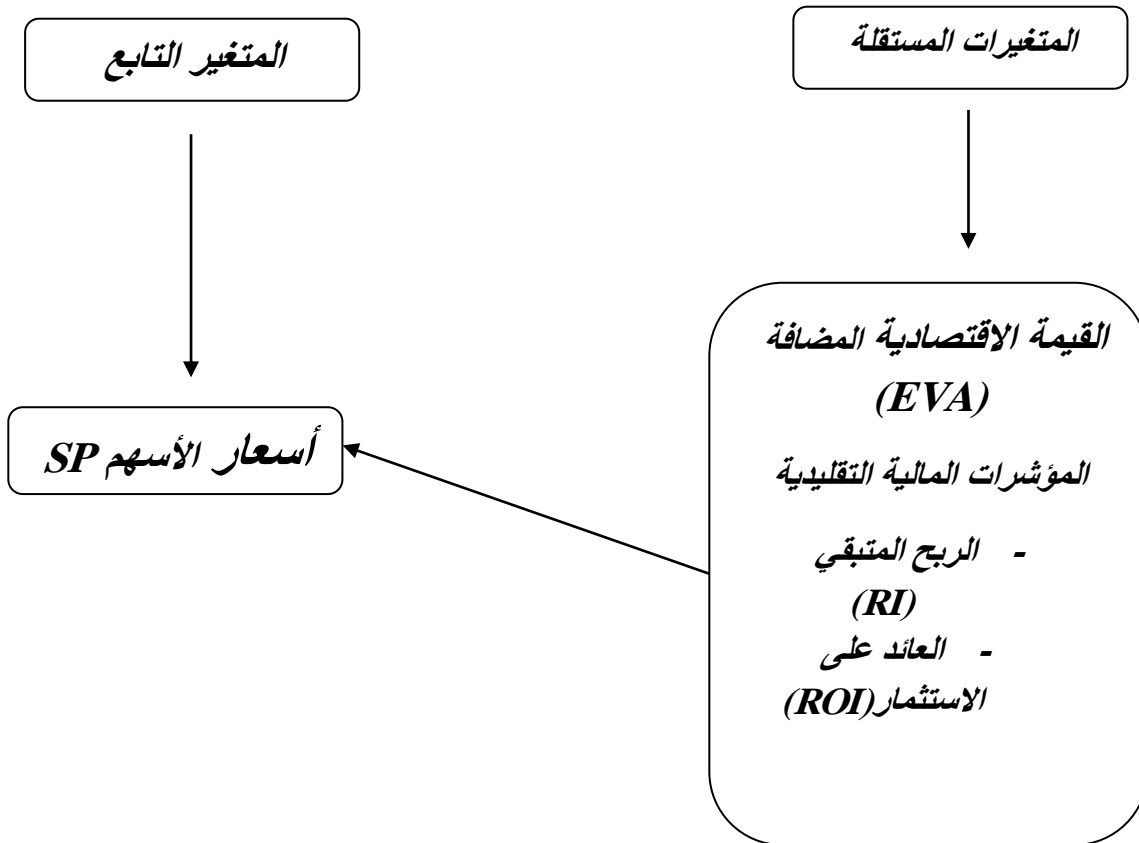 المتغيرات المستقلة
المتغير التابع
القيمة الاقتصادية المضافة
(EVA)
المؤشرات المالية التقليدية
- الربح المتبقي
(RI)
- العائد على
الاستثمار(ROI)
أسعار الأسهم SP